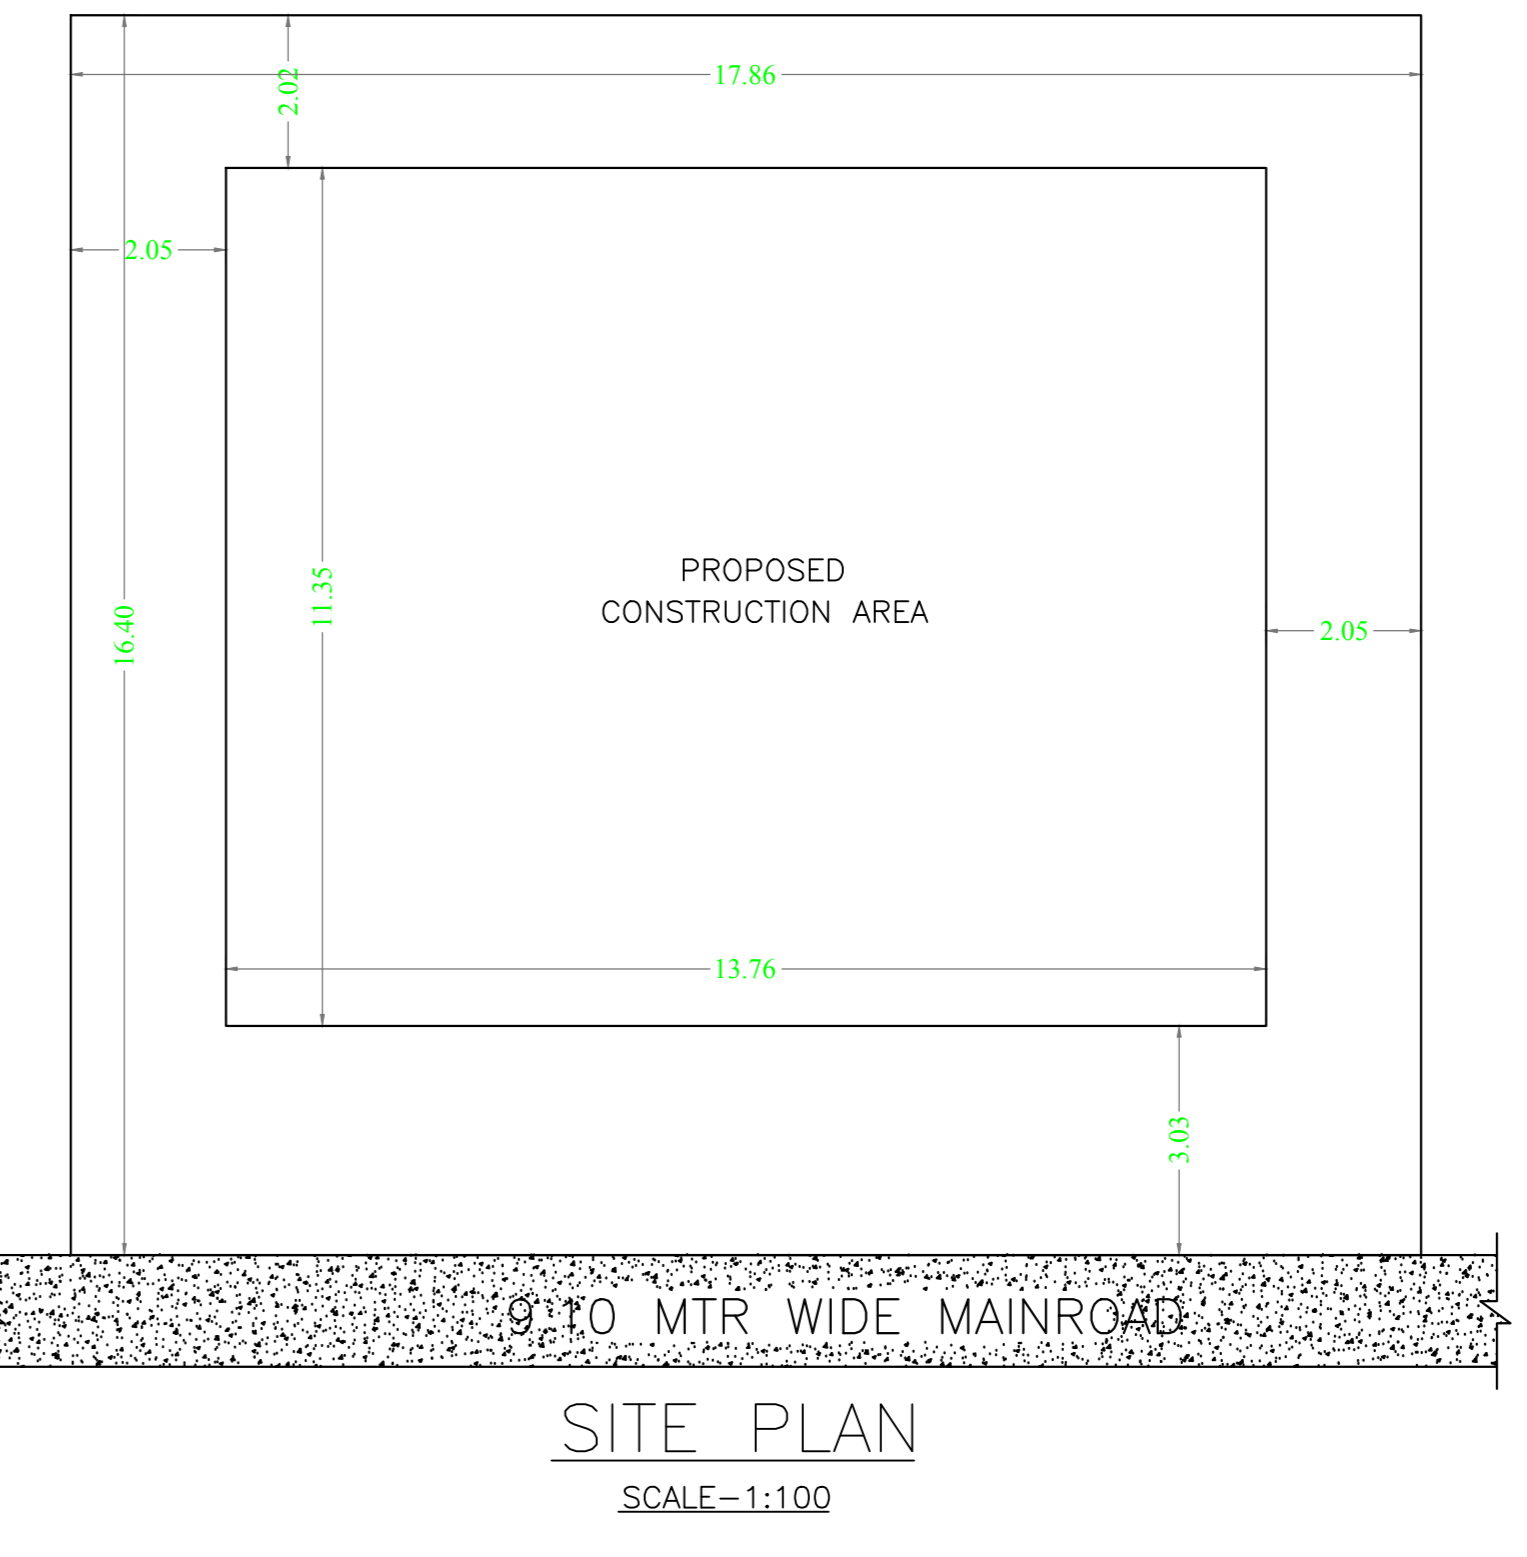 17.86
2.02
2.05
PROPOSED
CONSTRUCTION AREA
11.35
16.40
2.05
13.76
3.03
9.10 MTR WIDE MAINROAD
SITE PLAN
SCALE-1:100